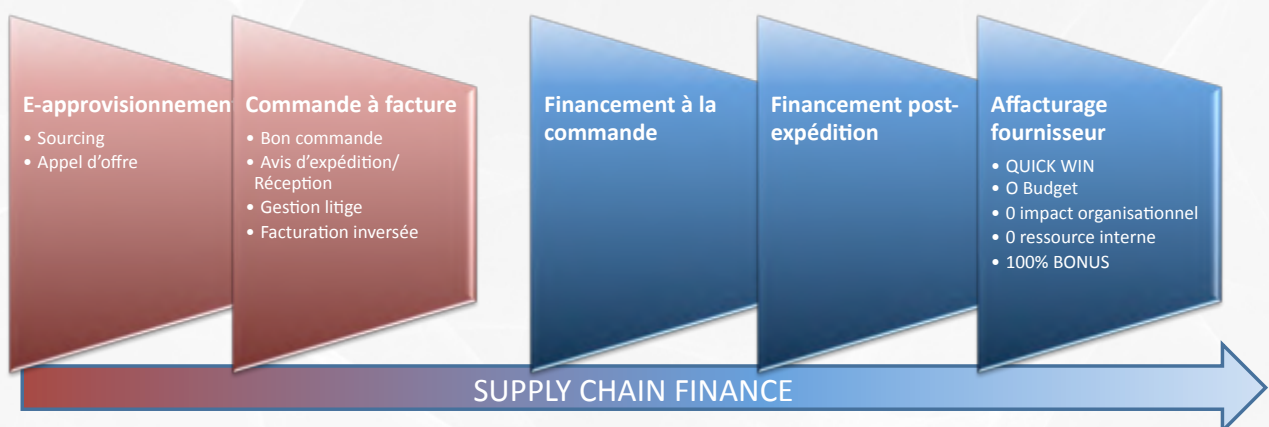 E-approvisionnement
• Sourcing
• Appel d'offre
Commande à facture
• Bon commande
• Avis d'expédition/
Réception
• Gestion litige
• Facturation inversée
Financement à la
commande
Financement post-
expédition
Affacturage
fournisseur
• QUICK WIN
• O Budget
• 0 impact organisationnel
• 0 ressource interne
• 100% BONUS
SUPPLY CHAIN FINANCE